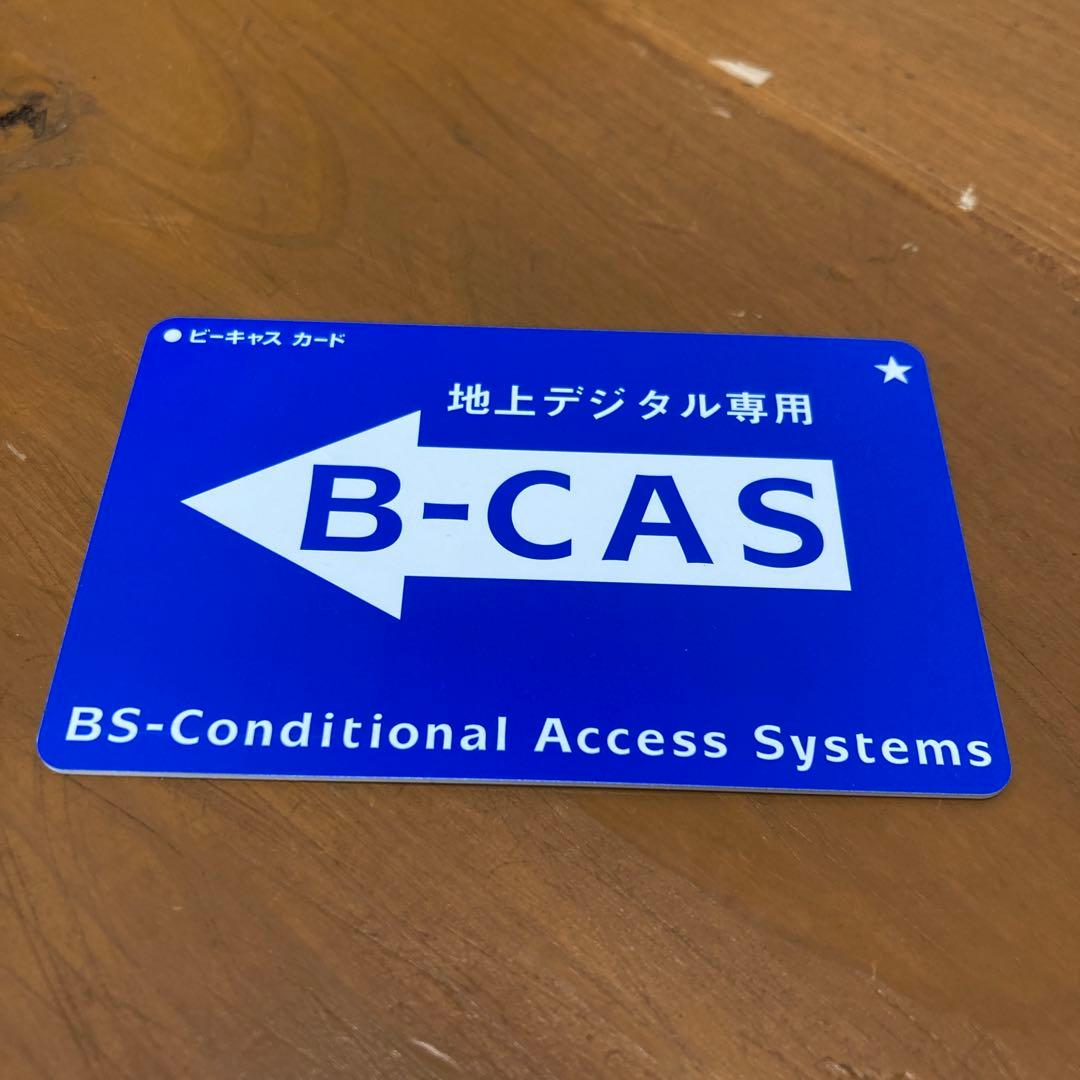 ●ビーキャス カード
★
地上デジタル専用
B-CAS
BS-Conditional Access Systems